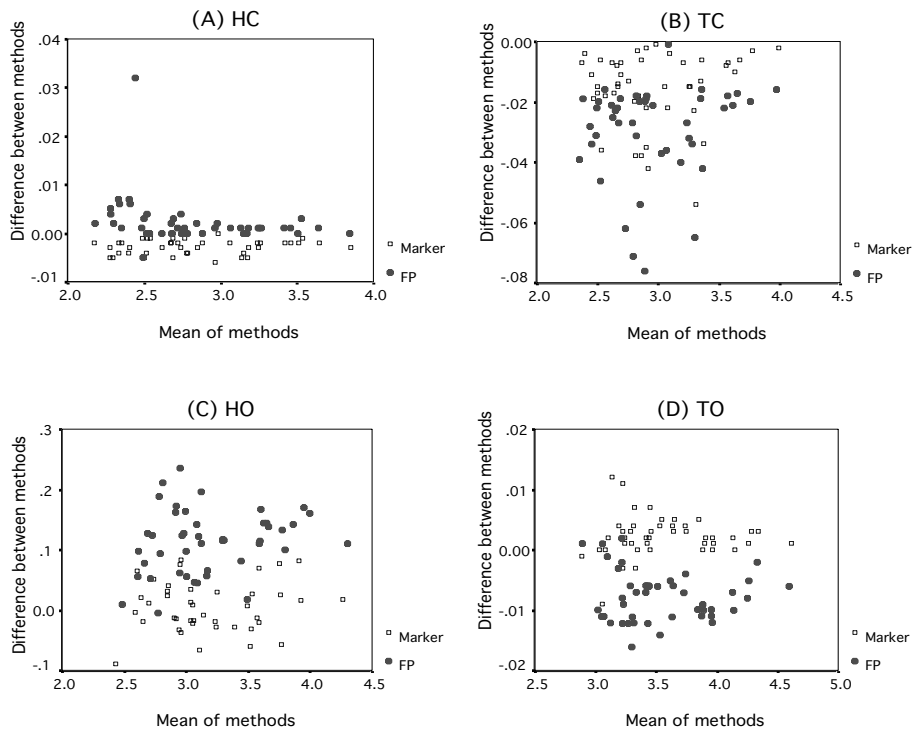 (A) HC
Difference between methods
.04
.03
.02
.01
0.00
-.01
2.0 2.5 3.0 3.5 4.0
Mean of methods
Marker
FP
(B) TC
Difference between methods
0.00
-.02
-.04
-.06
-.08
2.0 2.5 3.0 3.5 4.0 4.5
Mean of methods
Marker
FP
(C) HO
Difference between methods
.3
.2
.1
0.0
-.1
2.0 2.5 3.0 3.5 4.0 4.5
Mean of methods
Marker
FP
(D) TO
Difference between methods
.02
.01
0.00
-.01
-.02
2.5 3.0 3.5 4.0 4.5 5.0
Mean of methods
Marker
FP